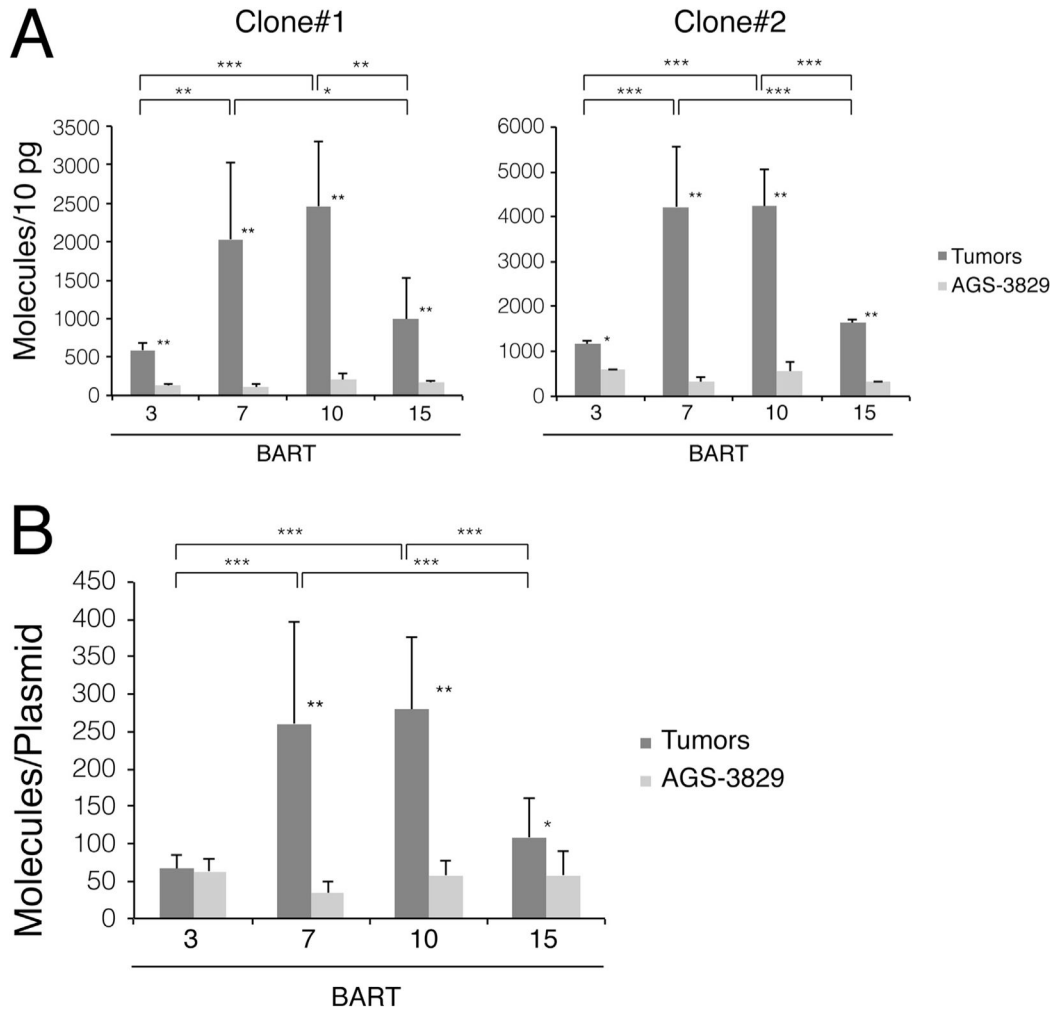 A
Clone#1
Clone#2
*** **
** *
*** ***
*** ***
Molecules/10 pg
3500
3000
2500
2000
1500
1000
500
0
** ** ** **
3 7 10 15
BART
6000
5000
4000
3000
2000
1000
0
* ** ** **
3 7 10 15
BART
Tumors
AGS-3829
B
*** ***
*** ***
Molecules/Plasmid
450
400
350
300
250
200
150
100
50
0
** ** *
3 7 10 15
BART
Tumors
AGS-3829